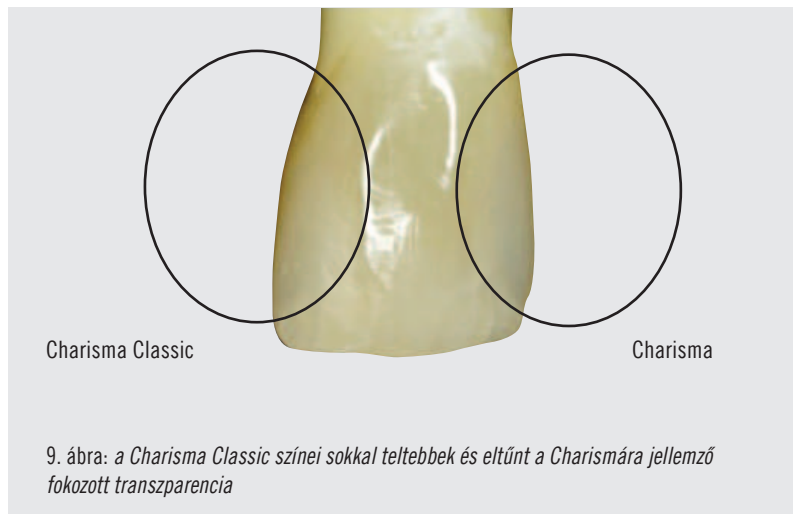 Charisma Classic
Charisma
9. ábra: a Charisma Classic színei sokkal teltebbek és eltűnt a Charismára jellemző
fokozott transzparencia